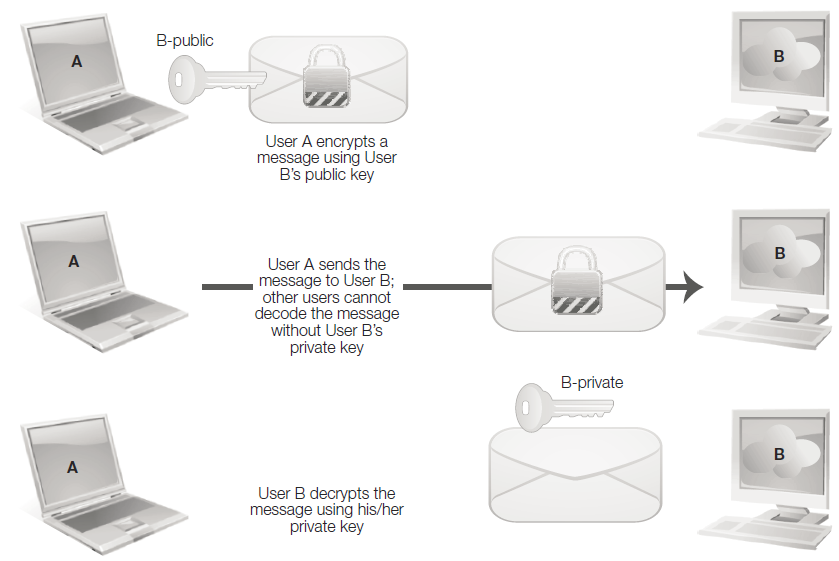 B-public
A
B
User A encrypts a
message using User
B's public key
A
User A sends the
message to User B;
other users cannot
decode the message
without User B's
private key
B
B-private
A
User B decrypts the
message using his/her
private key
B